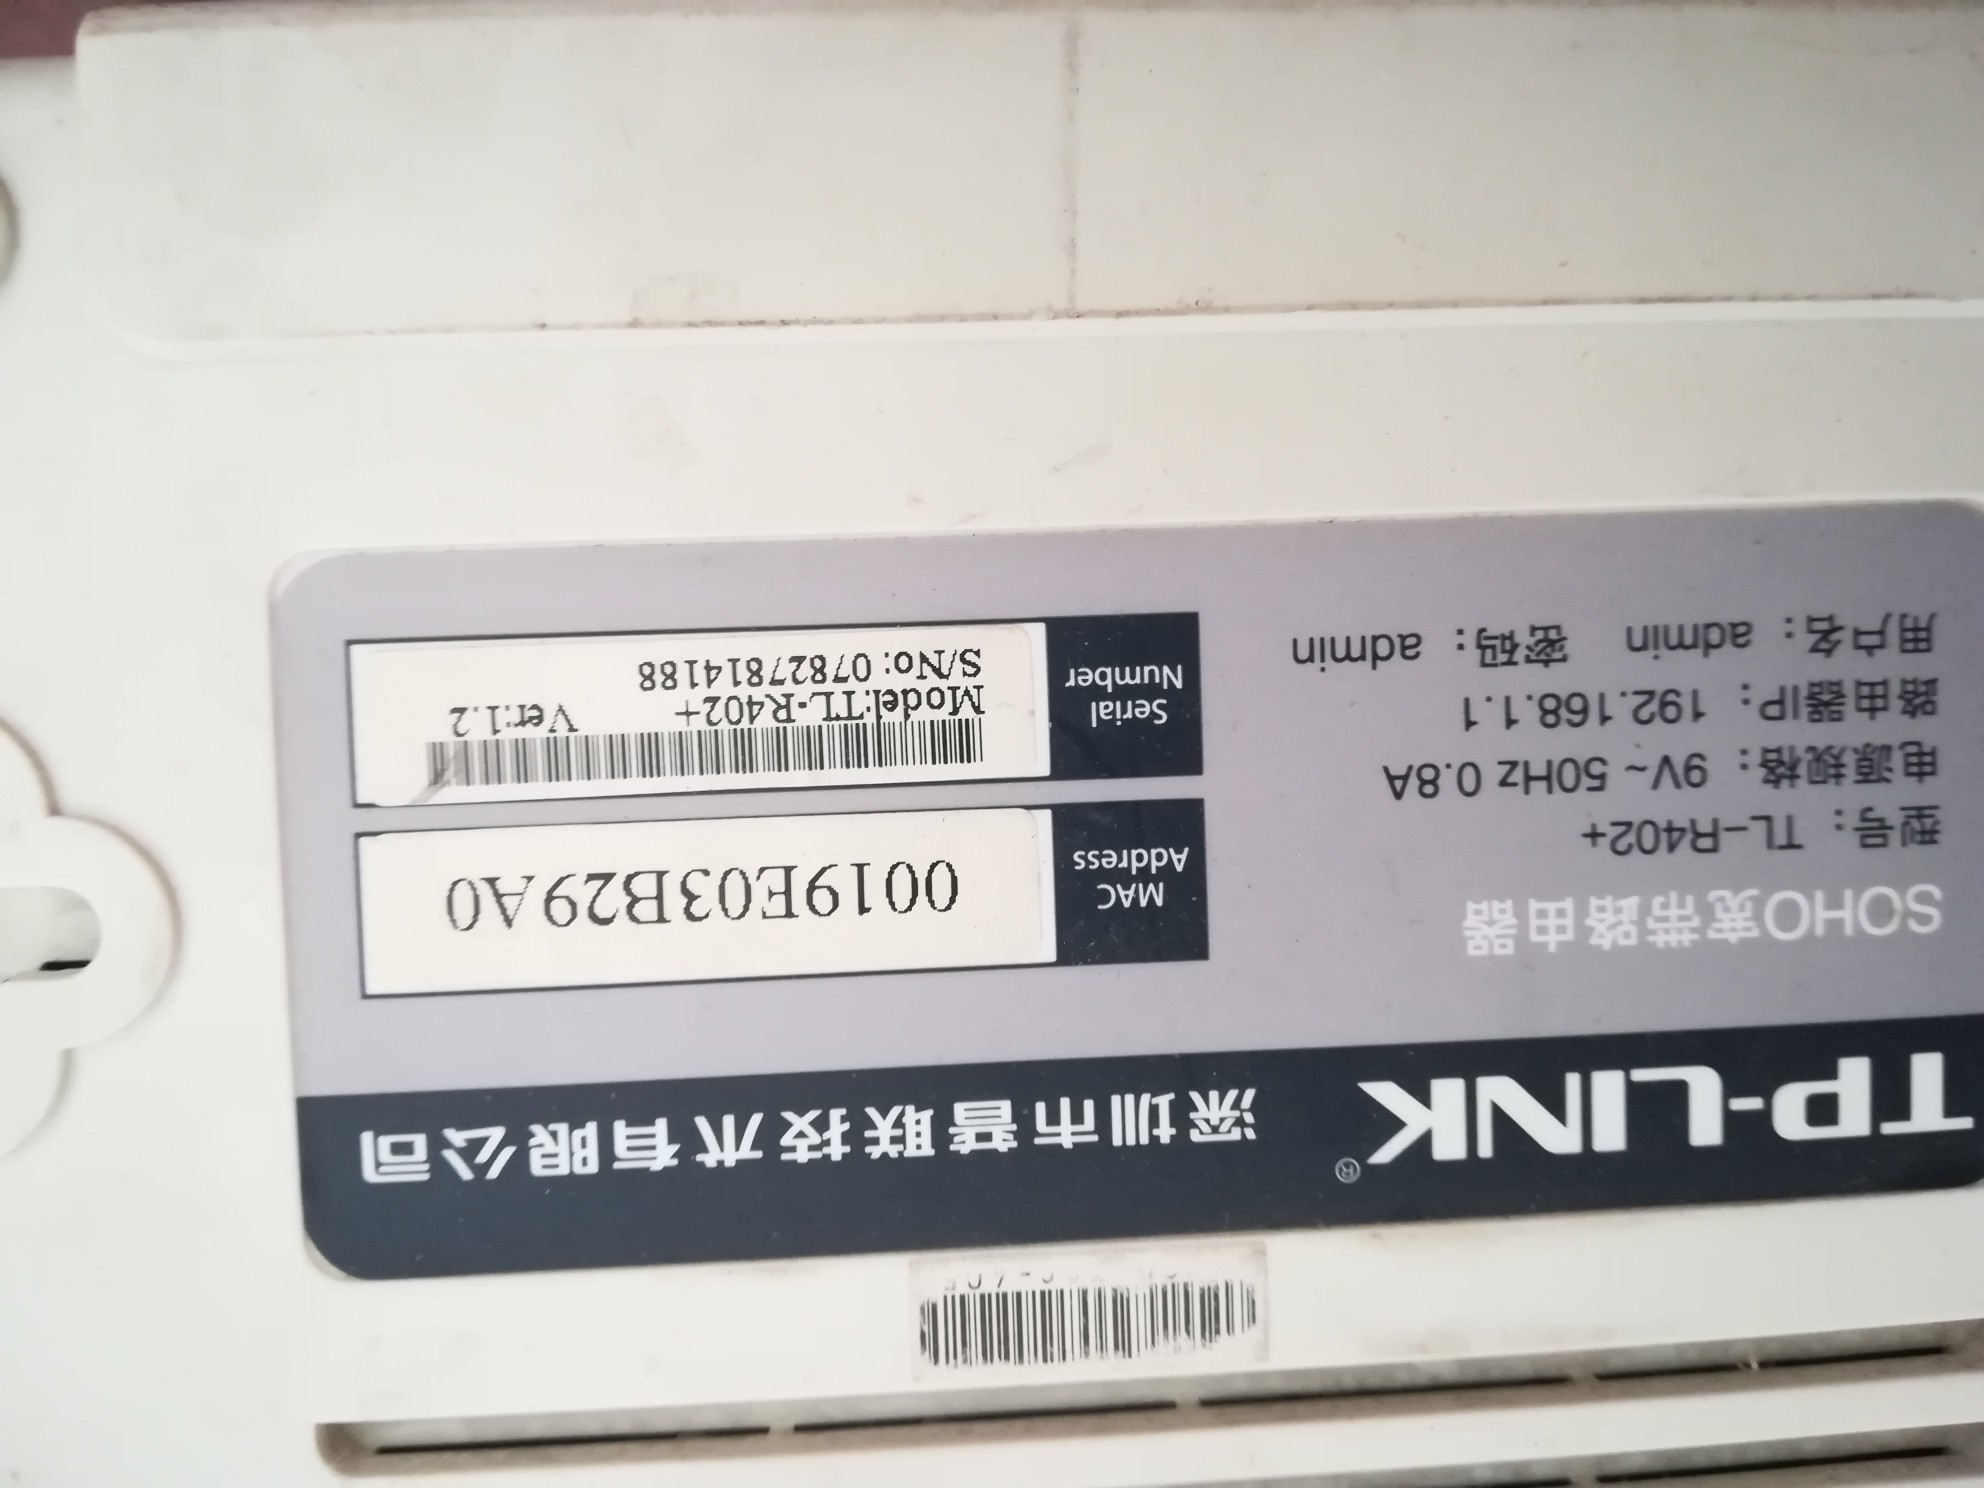 TP-LINK® 深圳市普联技术有限公司
SOHO宽带路由器
型号：TL-R402+
电源规格：9V~ 50Hz 0.8A
路由器IP：192.168.1.1
用户名：admin 密码：admin
MAC Address
0019E03B29A0
Serial Number
Model:TL-R402+ Ver:1.2
S/No: 07827814188